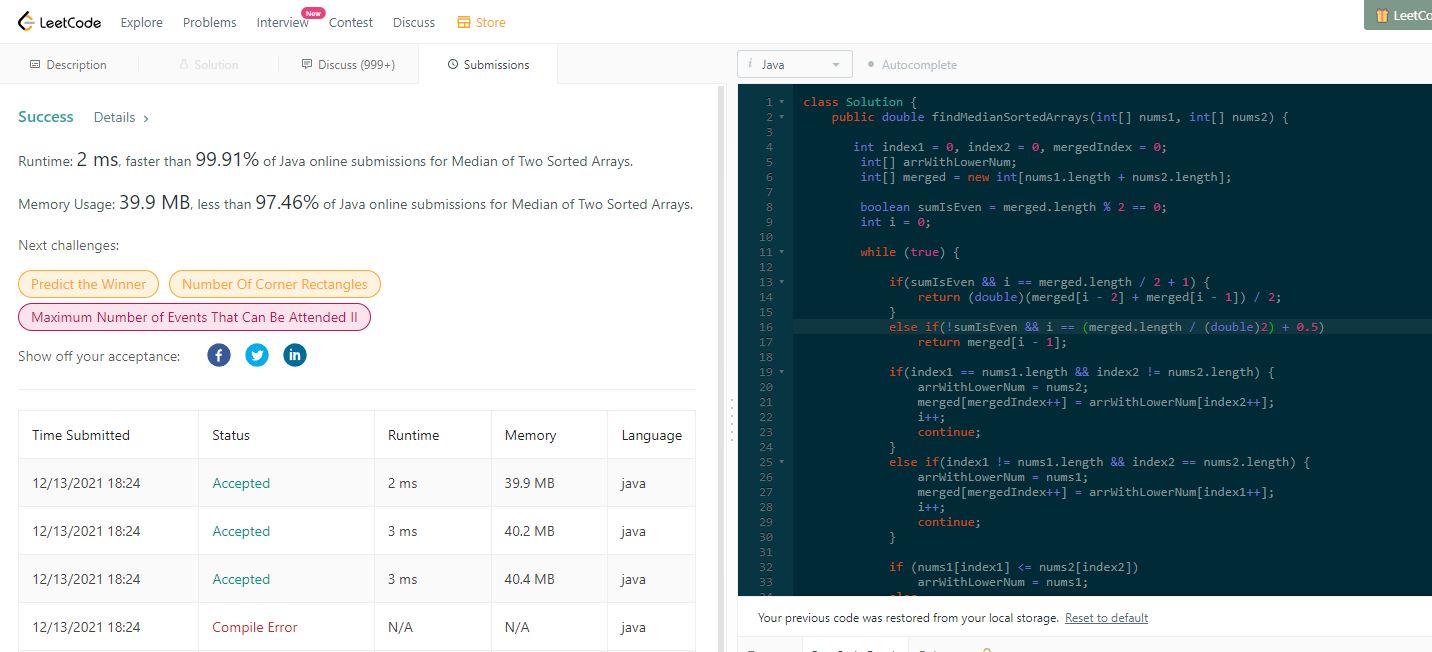 LeetCode Explore Problems Interview New Contest Discuss Store LeetCo
Description Solution Discuss (999+) Submissions
Success Details >
Runtime: 2 ms, faster than 99.91% of Java online submissions for Median of Two Sorted Arrays.
Memory Usage: 39.9 MB, less than 97.46% of Java online submissions for Median of Two Sorted Arrays.
Next challenges:
Predict the Winner Number Of Corner Rectangles
Maximum Number of Events That Can Be Attended II
Show off your acceptance:
Time Submitted Status Runtime Memory Language
12/13/2021 18:24 Accepted 2 ms 39.9 MB java
12/13/2021 18:24 Accepted 3 ms 40.2 MB java
12/13/2021 18:24 Accepted 3 ms 40.4 MB java
12/13/2021 18:24 Compile Error N/A N/A java
i Java Autocomplete
1 class Solution {
2 public double findMedianSortedArrays(int[] nums1, int[] nums2) {
3
4 int index1 = 0, index2 = 0, mergedIndex = 0;
5 int[] arrWithLowerNum;
6 int[] merged = new int[nums1.length + nums2.length];
7
8 boolean sumIsEven = merged.length % 2 == 0;
9 int i = 0;
10
11 while (true) {
12
13 if(sumIsEven && i == merged.length / 2 + 1) {
14 return (double)(merged[i - 2] + merged[i - 1]) / 2;
15 }
16 else if(!sumIsEven && i == (merged.length / (double)2) + 0.5)
17 return merged[i - 1];
18
19 if(index1 == nums1.length && index2 != nums2.length) {
20 arrWithLowerNum = nums2;
21 merged[mergedIndex++] = arrWithLowerNum[index2++];
22 i++;
23 continue;
24 }
25 else if(index1 != nums1.length && index2 == nums2.length) {
26 arrWithLowerNum = nums1;
27 merged[mergedIndex++] = arrWithLowerNum[index1++];
28 i++;
29 continue;
30 }
31
32 if (nums1[index1] <= nums2[index2])
33 arrWithLowerNum = nums1;
Your previous code was restored from your local storage. Reset to default